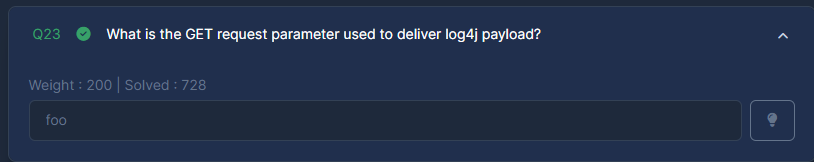 Q23 What is the GET request parameter used to deliver log4j payload?
Weight : 200 | Solved : 728
foo